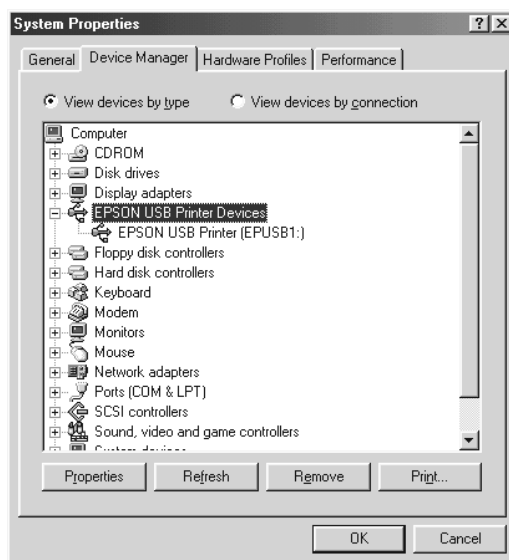 System Properties
General Device Manager Hardware Profiles Performance
View devices by type View devices by connection
Computer
CDROM
Disk drives
Display adapters
EPSON USB Printer Devices
EPSON USB Printer (EPUSB1:)
Floppy disk controllers
Hard disk controllers
Keyboard
Modem
Monitors
Mouse
Network adapters
Ports (COM & LPT)
SCSI controllers
Sound, video and game controllers
Properties Refresh Remove Print...
OK Cancel